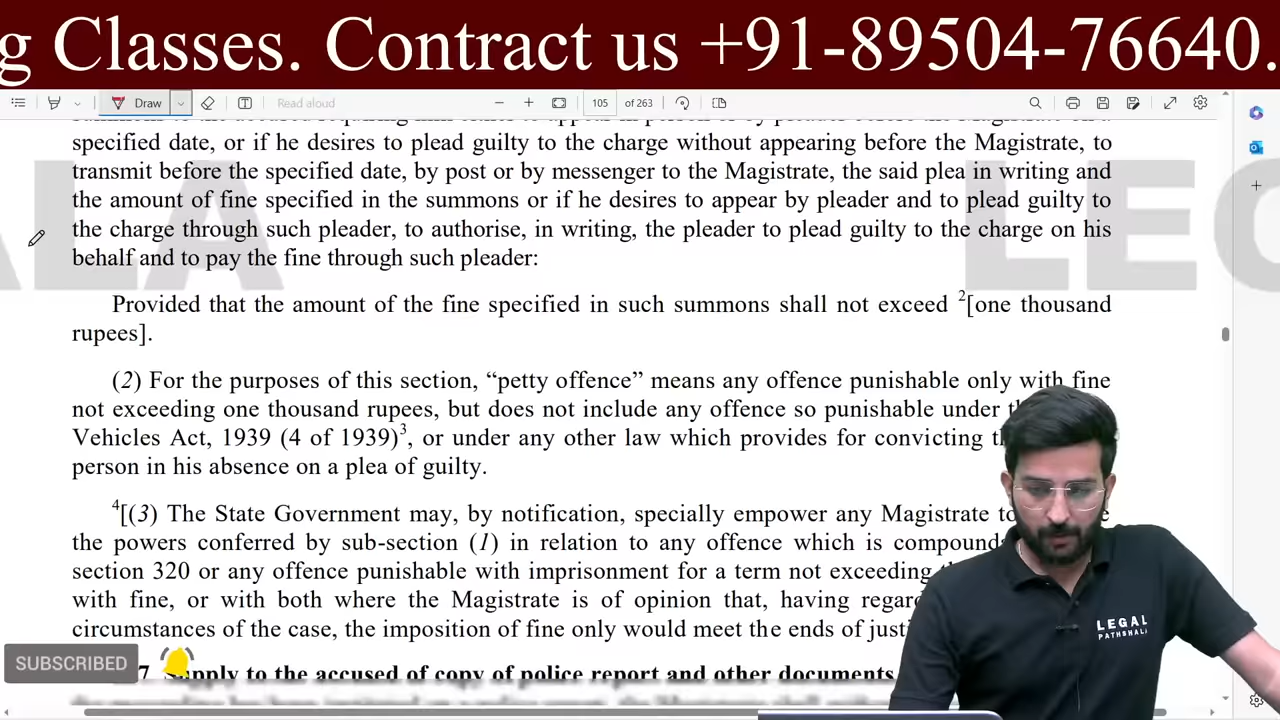 g Classes. Contract us +91-89504-76640.
Draw
Read aloud
105 of 263
specified date, or if he desires to plead guilty to the charge without appearing before the Magistrate, to
transmit before the specified date, by post or by messenger to the Magistrate, the said plea in writing and
the amount of fine specified in the summons or if he desires to appear by pleader and to plead guilty to
the charge through such pleader, to authorise, in writing, the pleader to plead guilty to the charge on his
behalf and to pay the fine through such pleader:
Provided that the amount of the fine specified in such summons shall not exceed 2[one thousand
rupees].
(2) For the purposes of this section, “petty offence” means any offence punishable only with fine
not exceeding one thousand rupees, but does not include any offence so punishable under
Vehicles Act, 1939 (4 of 1939)3, or under any other law which provides for convicting
person in his absence on a plea of guilty.
4[(3) The State Government may, by notification, specially empower any Magistrate to
the powers conferred by sub-section (1) in relation to any offence which is
section 320 or any offence punishable with imprisonment for a term not exceeding
with fine, or with both where the Magistrate is of opinion that, having
circumstances of the case, the imposition of fine only would meet the ends of
Supply to the accused of copy of police report and other documents
LEGAL
PATHSHALA
SUBSCRIBED
ALA
LEG